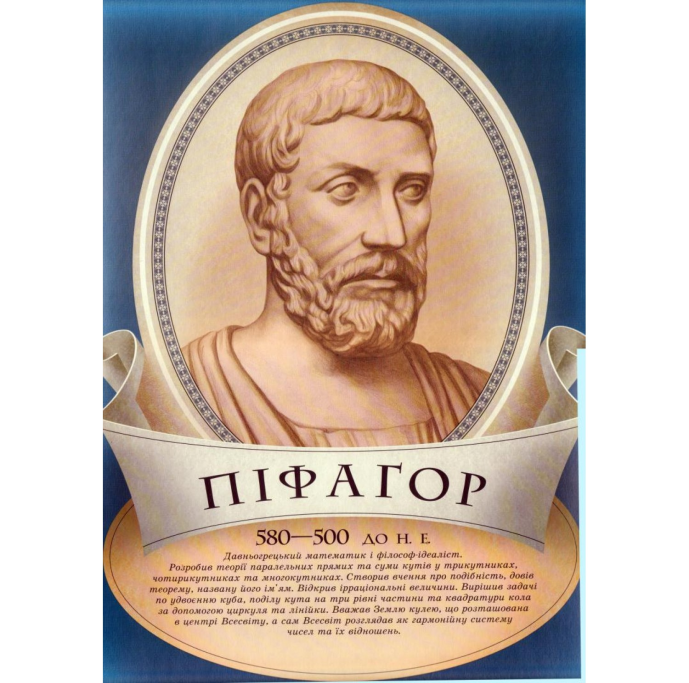 ПІФАГОР
580—500 ДО Н. Е.
Давньогрецький математик і філософ-ідеаліст.
Розробив теорії паралельних прямих та суми кутів у трикутниках,
чотирикутниках та многокутниках. Створив вчення про подібність, довів
теорему, названу його ім'ям. Відкрив ірраціональні величини. Вирішив задачі
по удвоєнню куба, поділу кута на три рівні частини та квадратури кола
за допомогою циркуля та лінійки. Вважав Землю кулею, що розташована
в центрі Всесвіту, а сам Всесвіт розглядав як гармонійну систему
чисел та їх відношень.